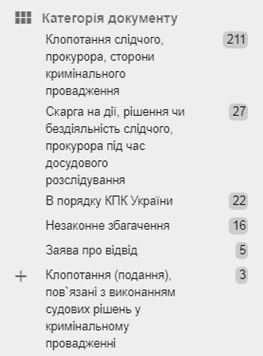 Категорія документу
Клопотання слідчого, 211
прокурора, сторони
кримінального
провадження
Скарга на дії, рішення чи 27
бездіяльність слідчого,
прокурора під час
досудового
розслідування
В порядку КПК України 22
Незаконне збагачення 16
Заява про відвід 5
Клопотання (подання), 3
пов`язані з виконанням
судових рішень у
кримінальному
провадженні